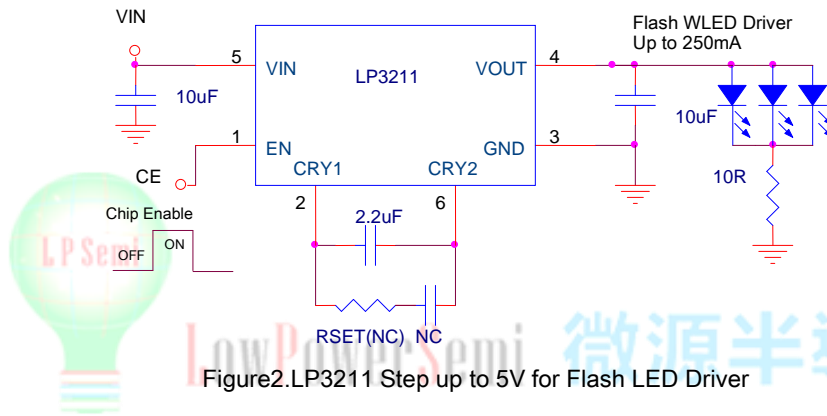 VIN
Flash WLED Driver
Up to 250mA
5
VIN
LP3211
VOUT
4
10uF
10uF
1
EN
GND
3
CE
CRY1
CRY2
10R
2
6
Chip Enable
2.2uF
OFF
ON
LP Semi
RSET(NC)
NC
LowPowerSemi
微源半
Figure2.LP3211 Step up to 5V for Flash LED Driver